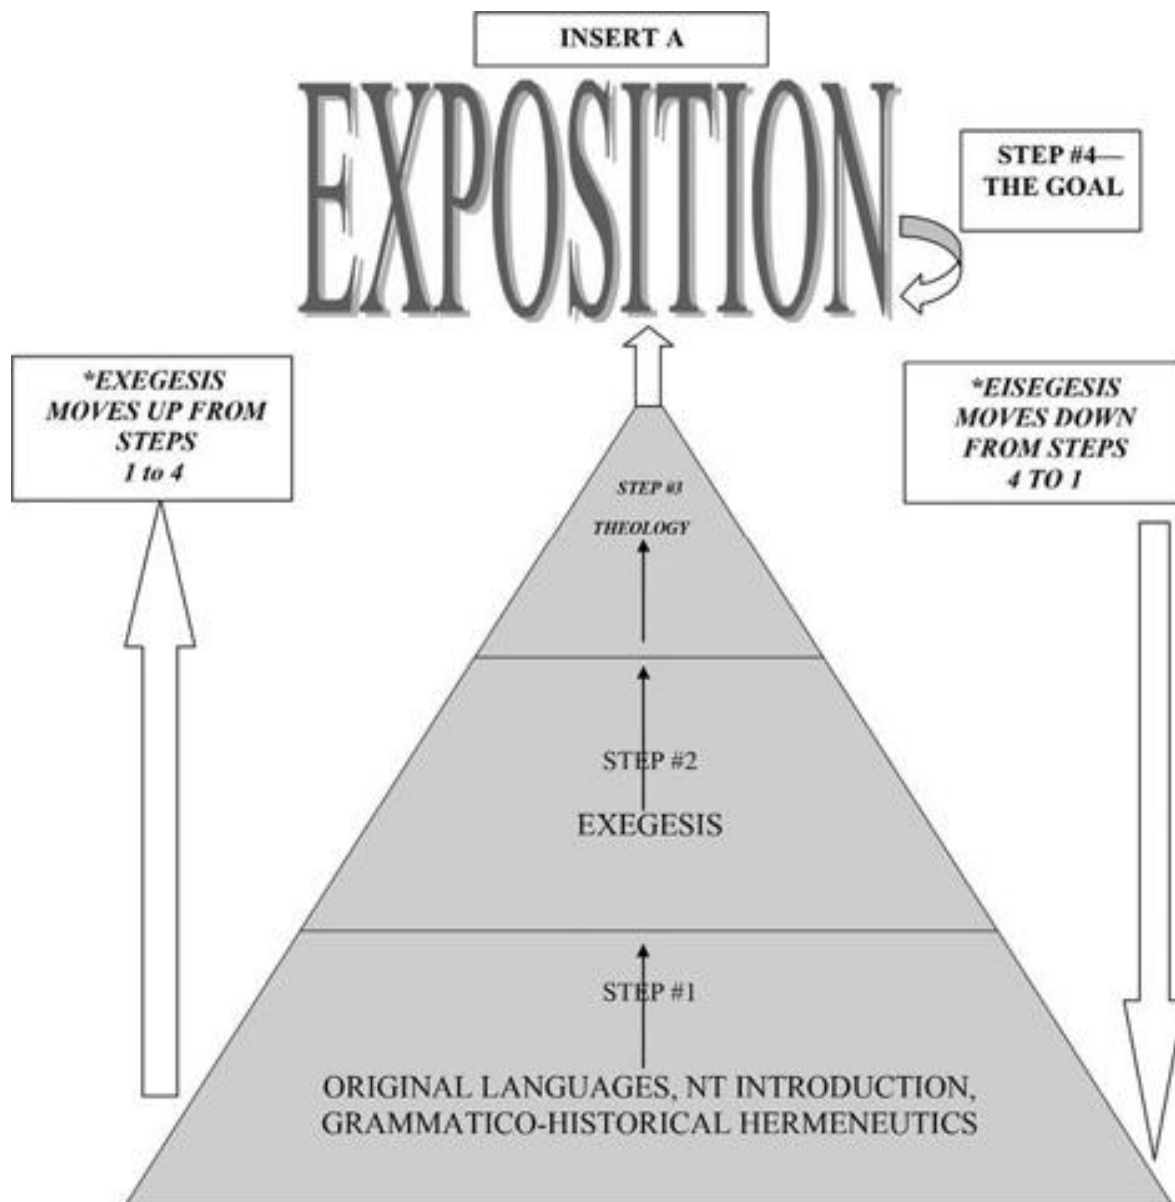 INSERT A
EXPOSITION
STEP #4—
THE GOAL
*EXEGESIS
MOVES UP FROM
STEPS
1 to 4
*EISEGESIS
MOVES DOWN
FROM STEPS
4 TO 1
STEP #3
THEOLOGY
STEP #2
EXEGESIS
STEP #1
ORIGINAL LANGUAGES, NT INTRODUCTION,
GRAMMATICO-HISTORICAL HERMENEUTICS